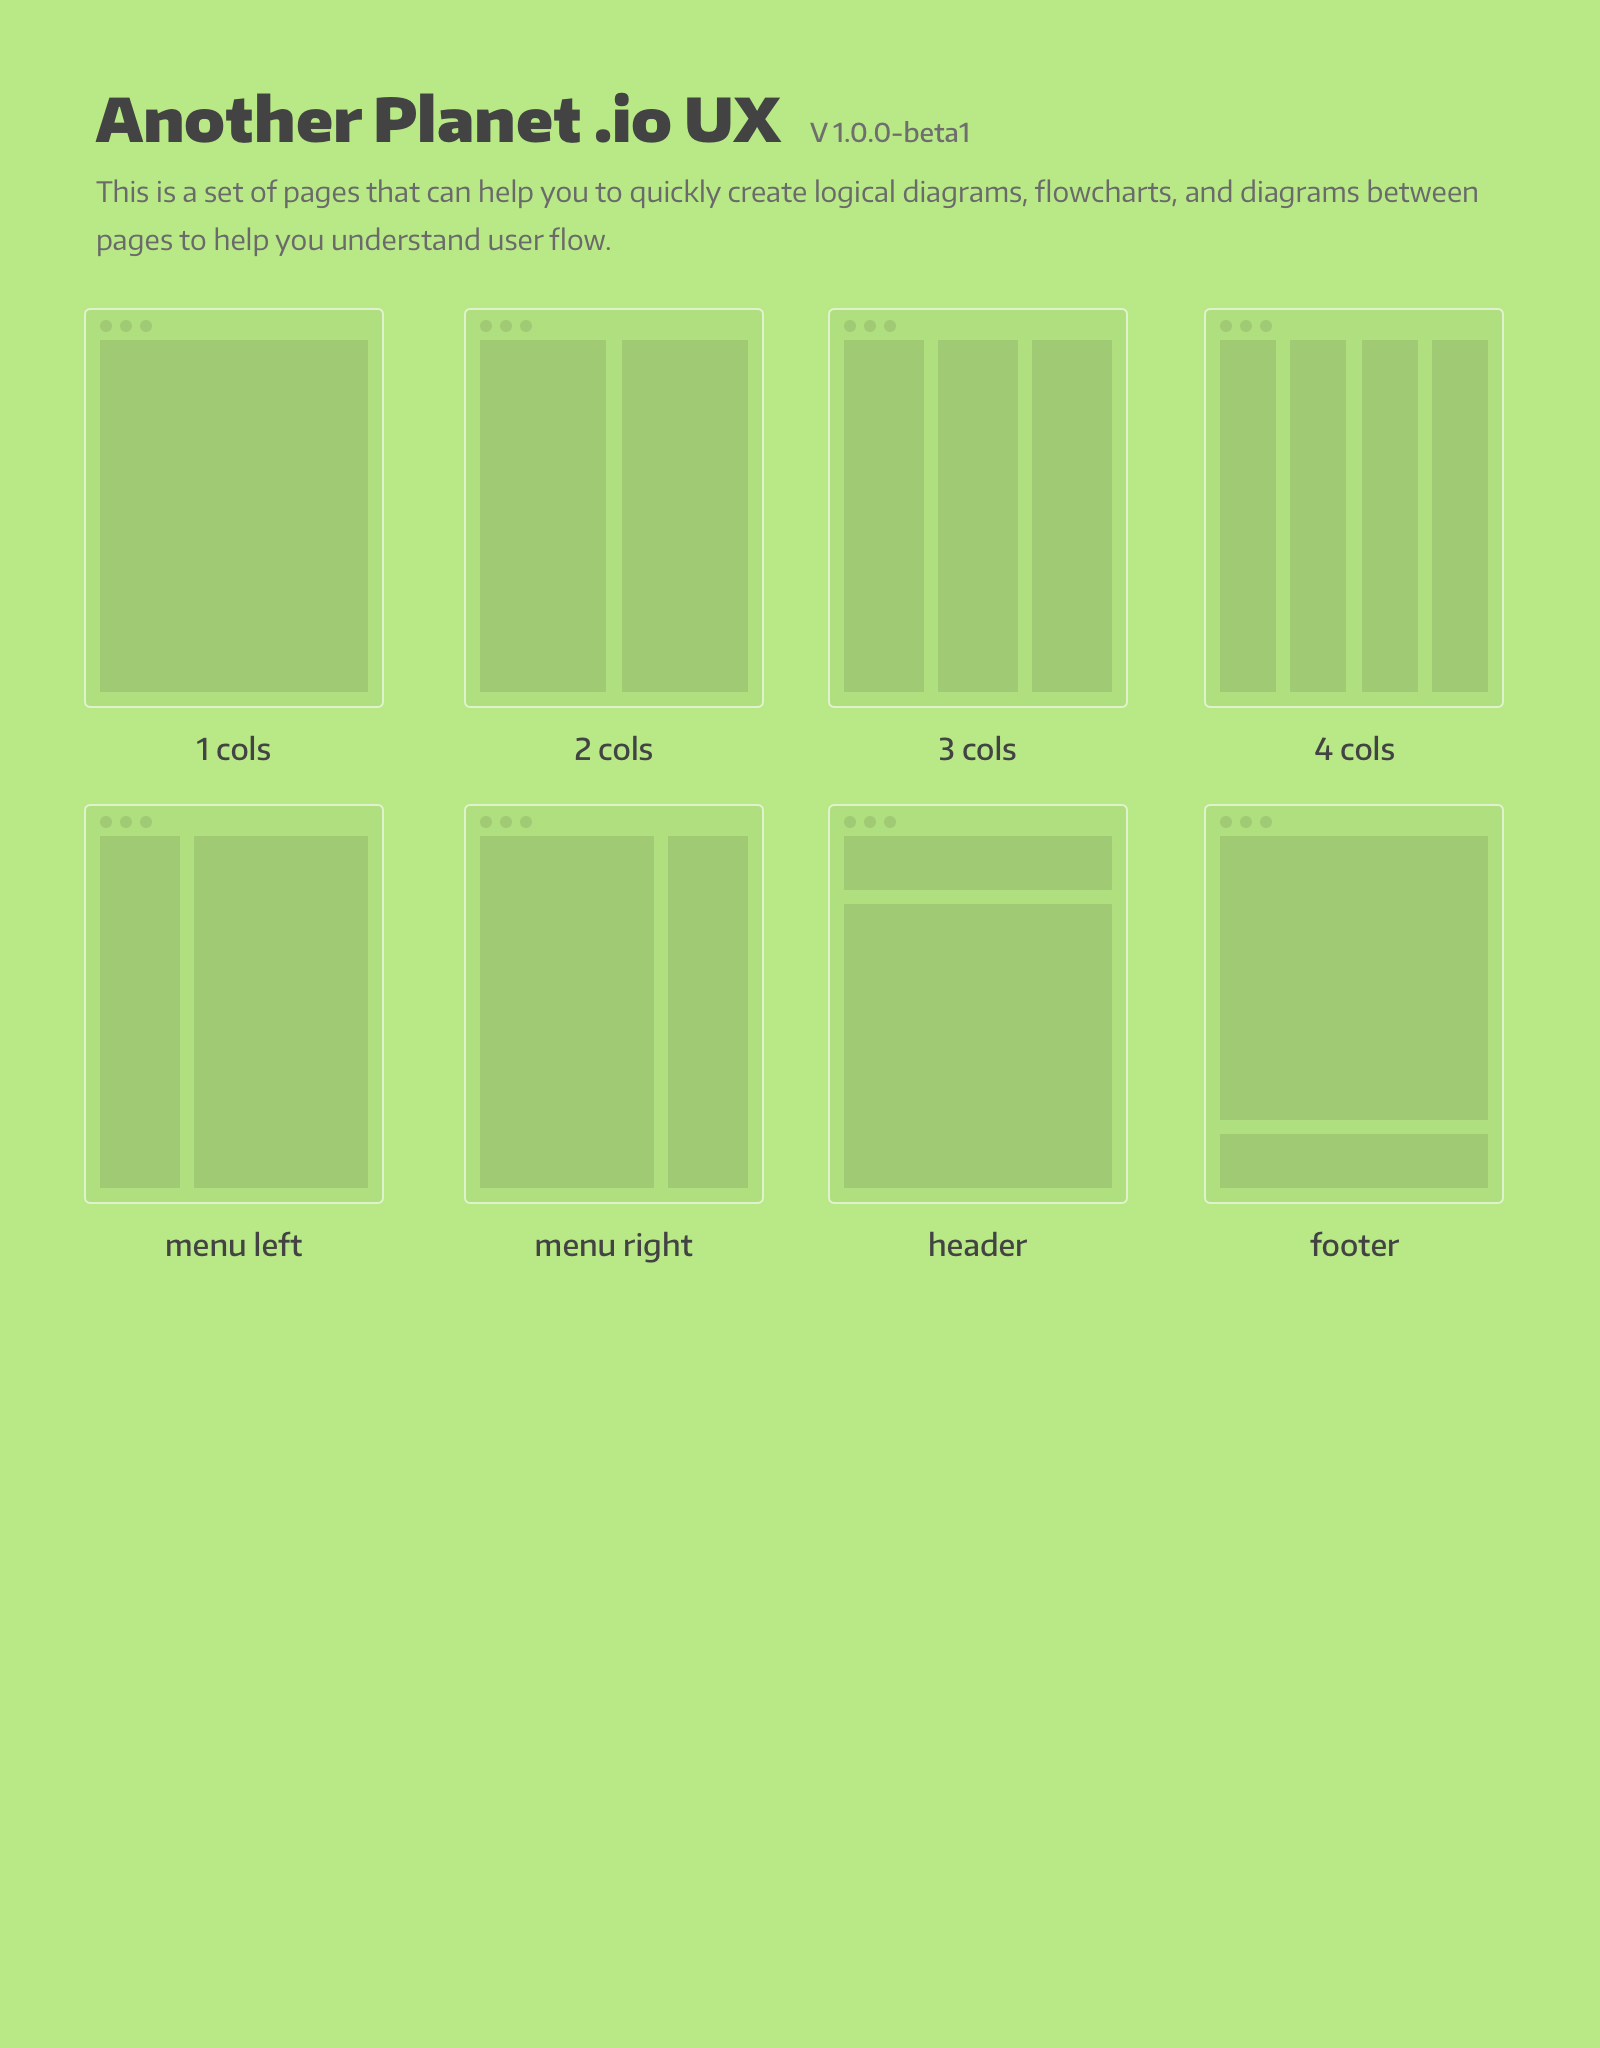 Another Planet .io UX V 1.0.0-beta1
This is a set of pages that can help you to quickly create logical diagrams, flowcharts, and diagrams between
pages to help you understand user flow.
1 cols
2 cols
3 cols
4 cols
menu left
menu right
header
footer